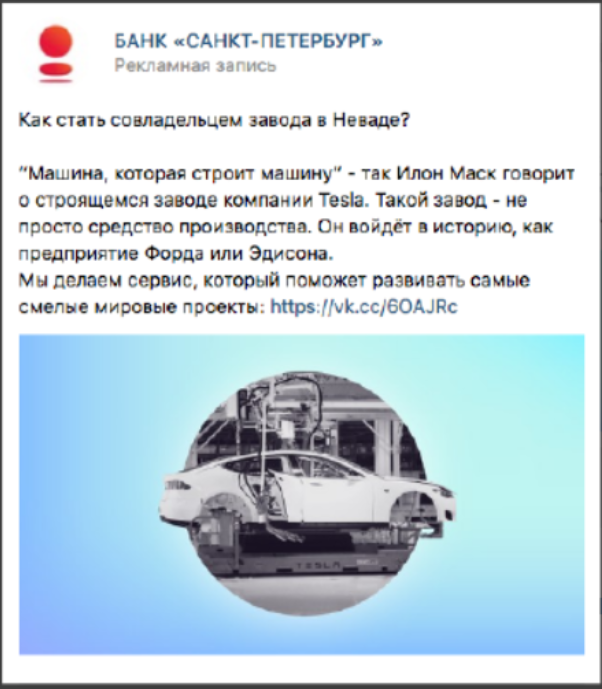 БАНК «САНКТ-ПЕТЕРБУРГ»
Рекламная запись
Как стать совладельцем завода в Неваде?
“Машина, которая строит машину” - так Илон Маск говорит
о строящемся заводе компании Tesla. Такой завод - не
просто средство производства. Он войдёт в историю, как
предприятие Форда или Эдисона.
Мы делаем сервис, который поможет развивать самые
смелые мировые проекты: https://vk.cc/6OAJRc
TESLA